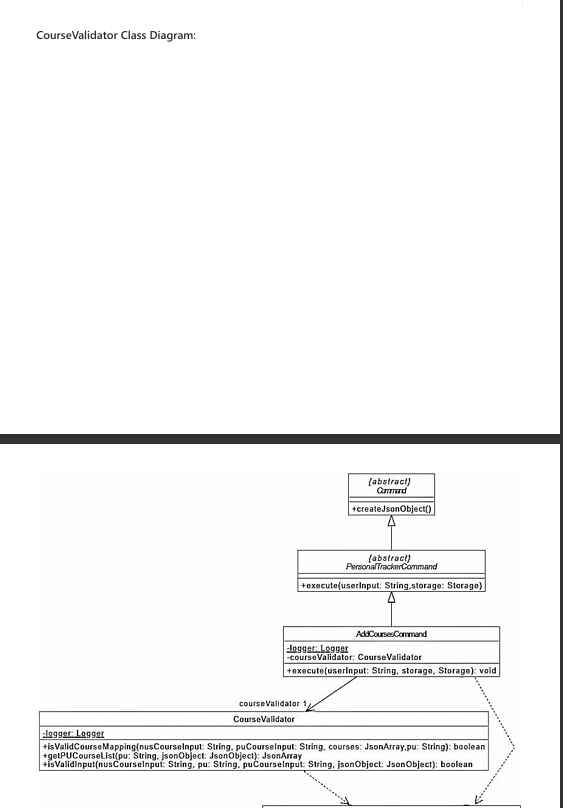 CourseValidator Class Diagram:
{abstract}
Command
+createJsonObject()
{abstract}
PersonalTrackerCommand
+execute(userInput: String,storage: Storage)
AddCoursesCommand
-logger: Logger
-courseValidator: CourseValidator
+execute(userInput: String, storage, Storage): void
courseValidator 1
CourseValidator
-logger: Logger
+isValidCourseMapping(nusCourseInput: String, puCourseInput: String, courses: JsonArray,pu: String): boolean
+getPUCourseList(pu: String, jsonObject: JsonObject): JsonArray
+isValidInput(nusCourseInput: String, pu: String, puCourseInput: String, jsonObject: JsonObject): boolean